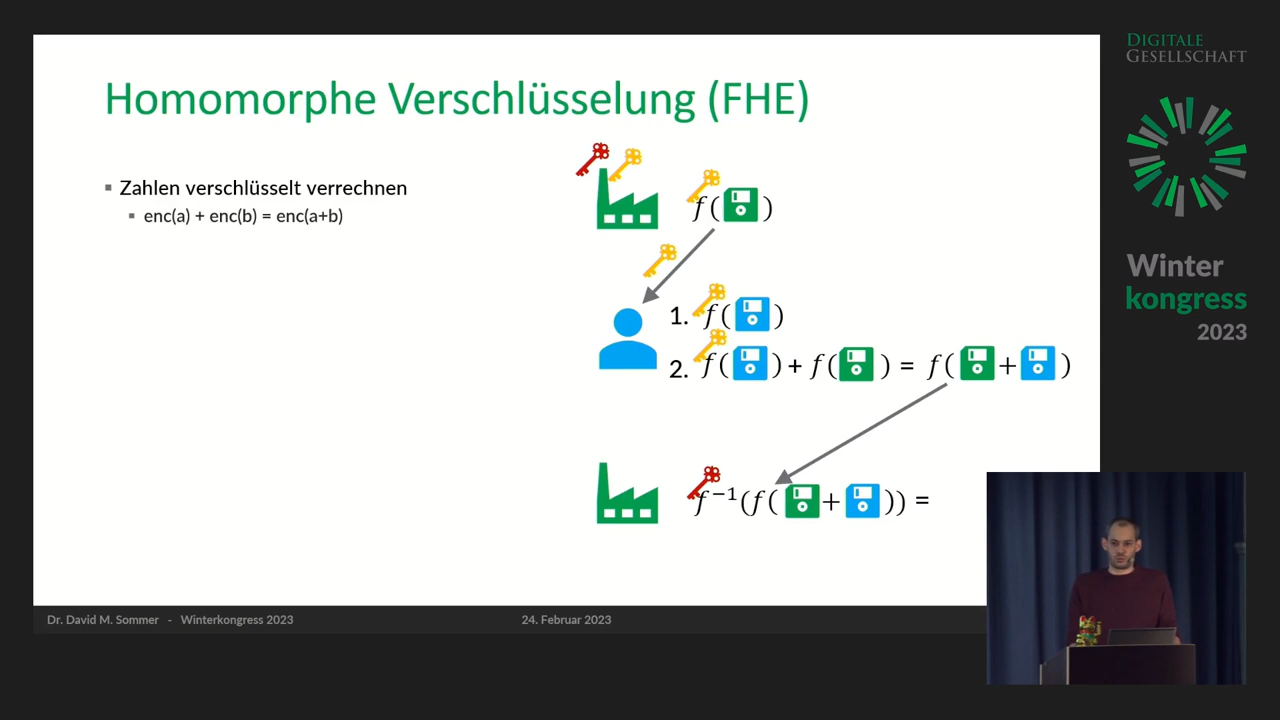 Homomorphe Verschlüsselung (FHE)
Zahlen verschlüsselt verrechnen
enc(a) + enc(b) = enc(a+b)
f( )
1. f( )
2. f( ) + f( ) = f( + )
f⁻¹(f( + )) =
Dr. David M. Sommer - Winterkongress 2023
24. Februar 2023
DIGITALE
GESELLSCHAFT
Winter
kongress
2023